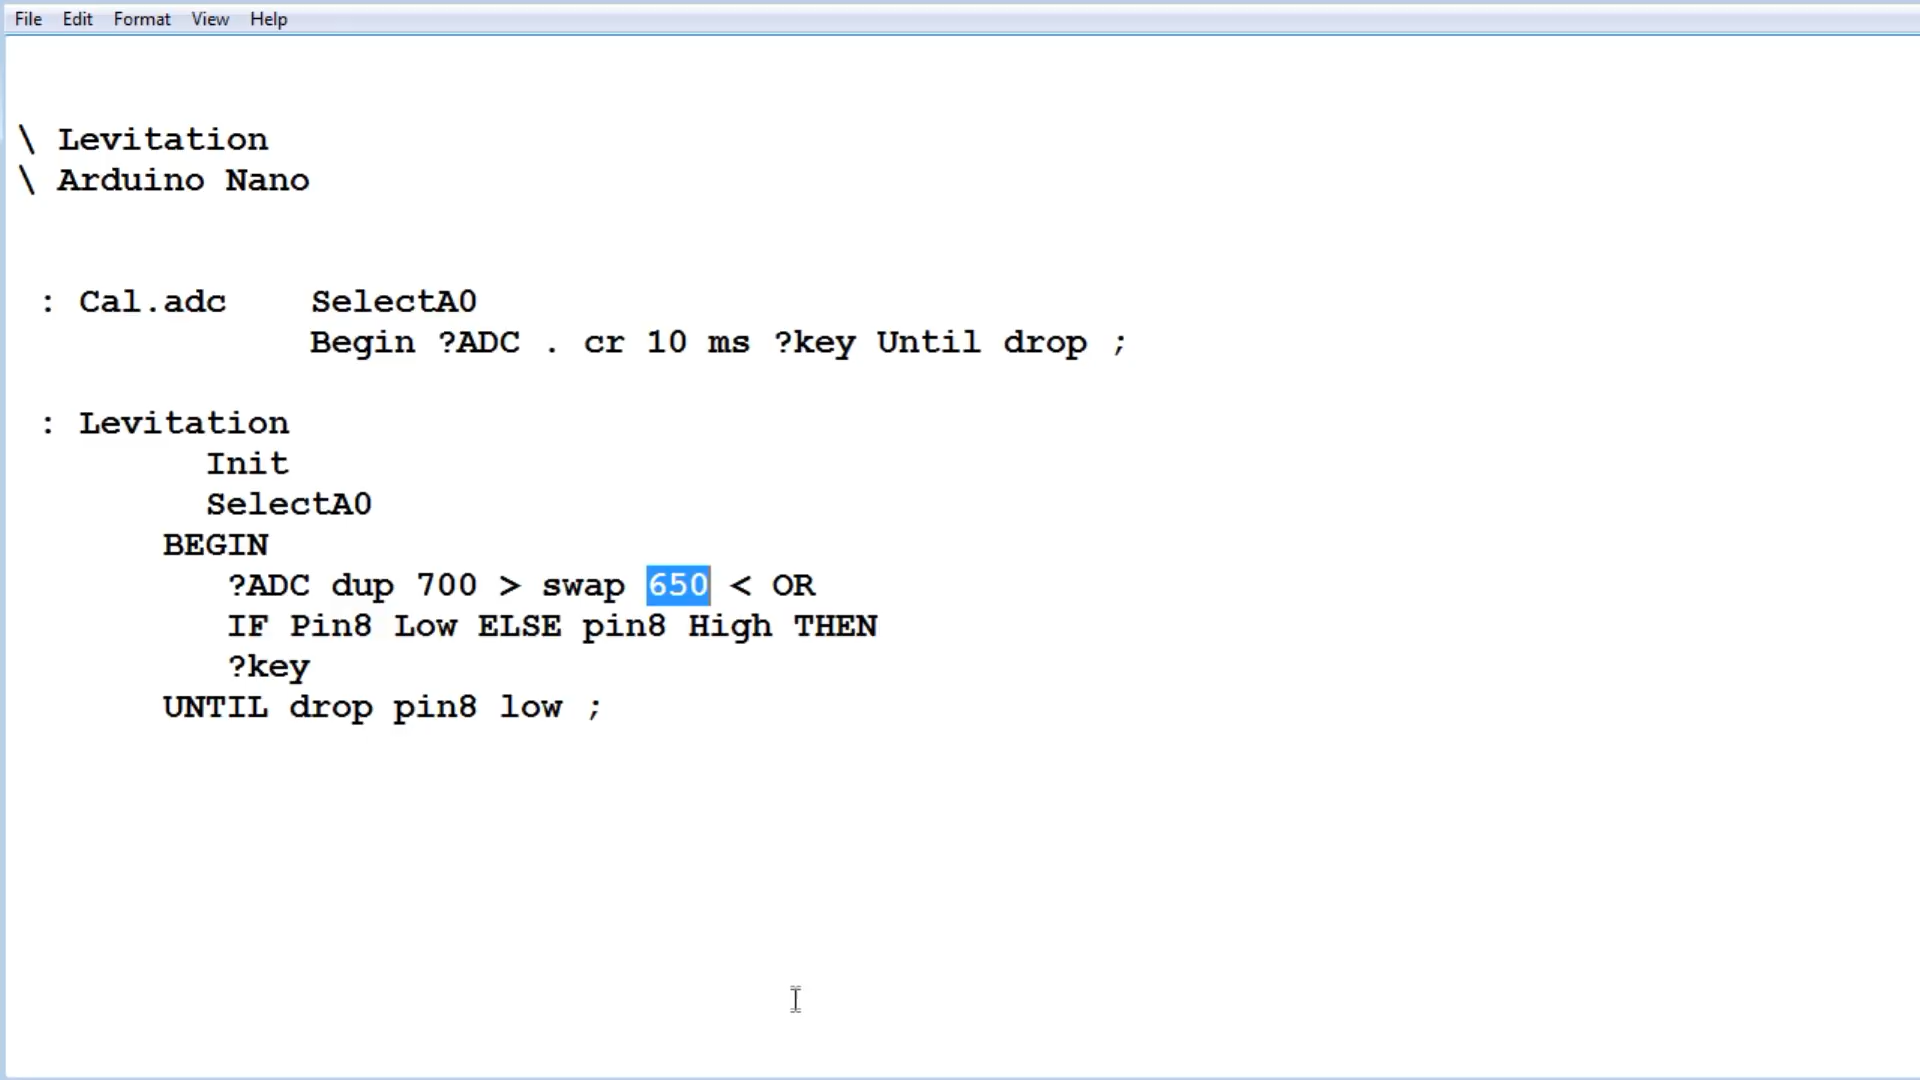 File Edit Format View Help
\ Levitation
\ Arduino Nano
: Cal.adc SelectA0
Begin ?ADC . cr 10 ms ?key Until drop ;
: Levitation
Init
SelectA0
BEGIN
?ADC dup 700 > swap 650 < OR
IF Pin8 Low ELSE pin8 High THEN
?key
UNTIL drop pin8 low ;